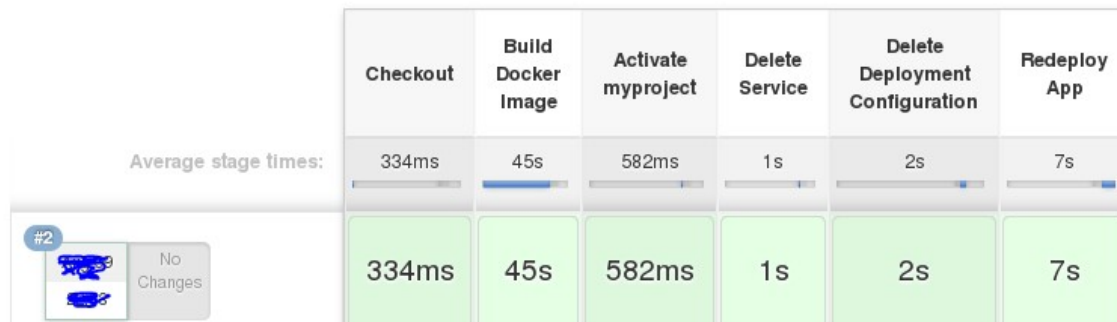 Checkout
Build
Docker
Image
Activate
myproject
Delete
Service
Delete
Deployment
Configuration
Redeploy
App
Average stage times:
334ms
45s
582ms
1s
2s
7s
#2
No
Changes
334ms
45s
582ms
1s
2s
7s